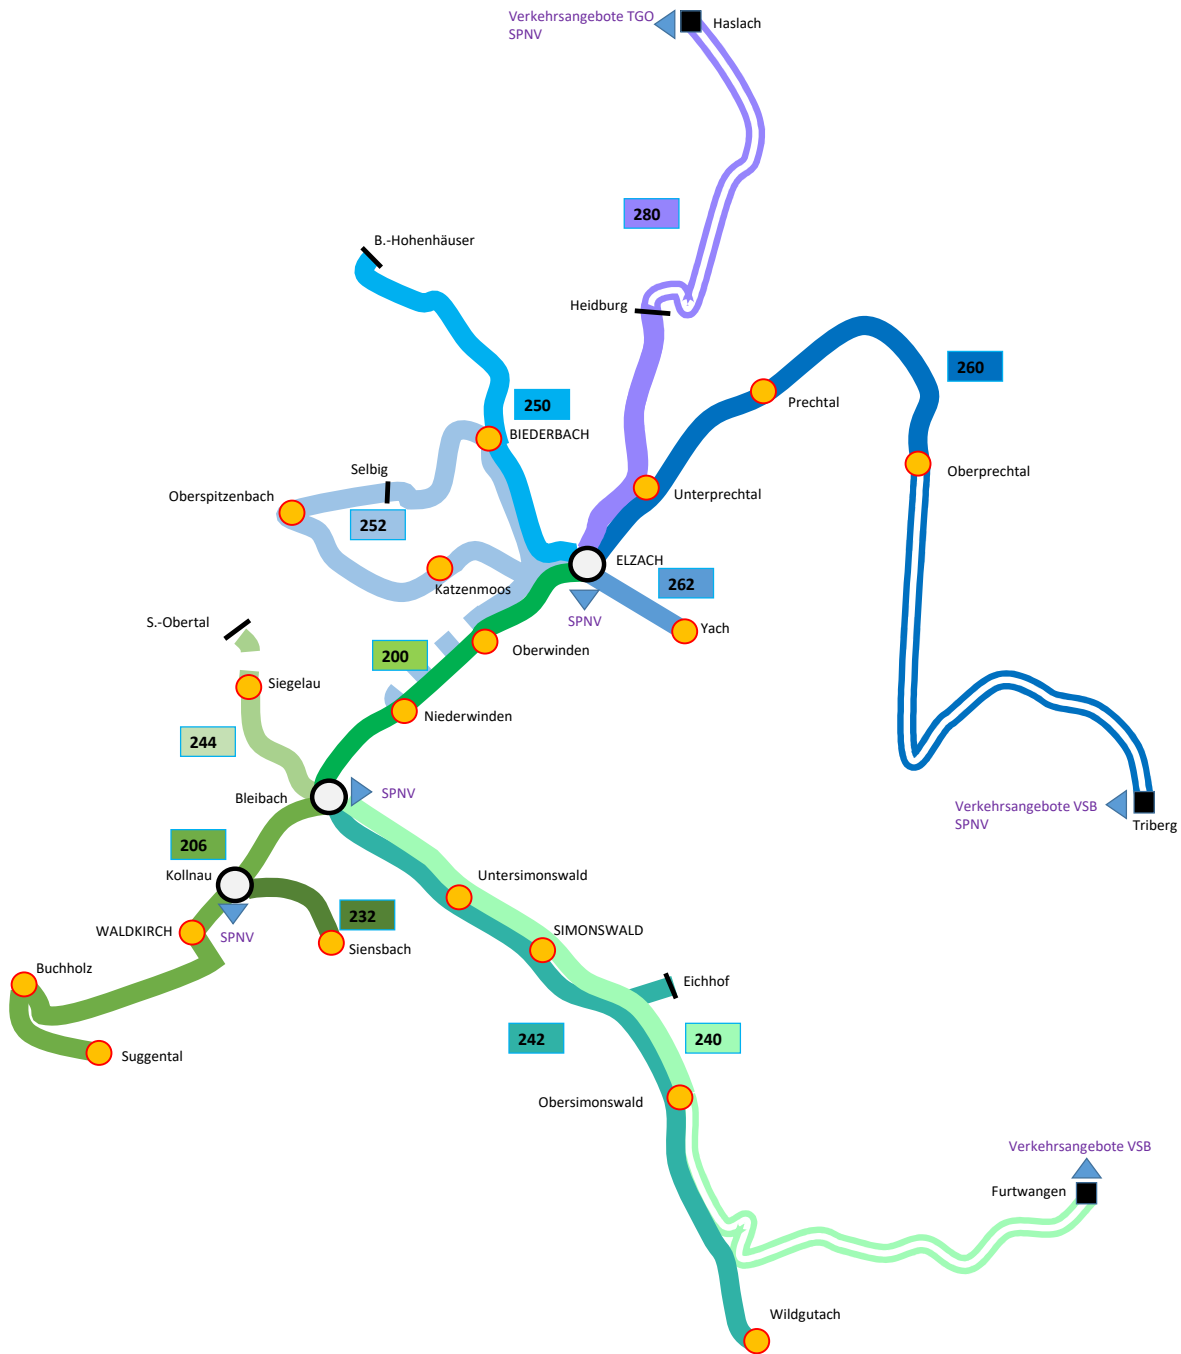 Verkehrsangebote TGO
SPNV
Haslach
280
B.-Hohenhäuser
Heidburg
260
250
Prechtal
BIEDERBACH
Selbig
Oberprechtal
Oberspitzenbach
Unterprechtal
252
ELZACH
262
Katzenmoos
S.-Obertal
SPNV
Yach
Oberwinden
200
Siegelau
Niederwinden
244
SPNV
Bleibach
Verkehrsangebote VSB
SPNV
Triberg
206
Kollnau
Untersimonswald
232
WALDKIRCH
SPNV
Siensbach
SIMONSWALD
Buchholz
Eichhof
242
240
Suggental
Obersimonswald
Verkehrsangebote VSB
Furtwangen
Wildgutach